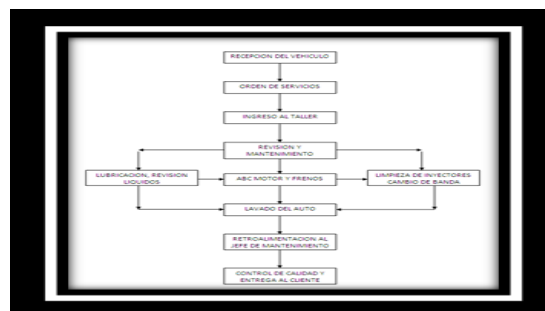 RECEPCION DEL VEHICULO
ORDEN DE SERVICIOS
INGRESO AL TALLER
REVISION Y
MANTENIMIENTO
LUBRICACION, REVISION
LIQUIDOS
ABC MOTOR Y FRENOS
LIMPIEZA DE INYECTORES
CAMBIO DE BANDA
LAVADO DEL AUTO
RETROALIMENTACION AL
JEFE DE MANTENIMIENTO
CONTROL DE CALIDAD Y
ENTREGA AL CLIENTE